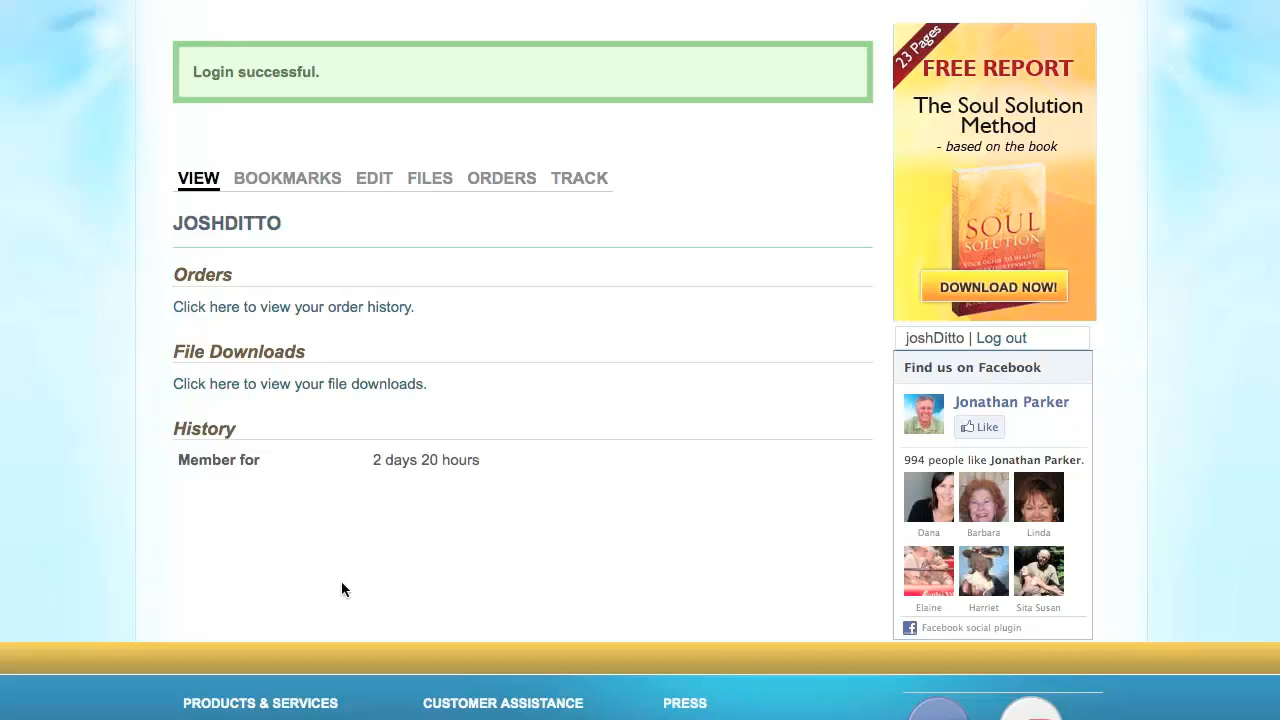 Login successful.
VIEW BOOKMARKS EDIT FILES ORDERS TRACK
JOSHDITTO
Orders
Click here to view your order history.
File Downloads
Click here to view your file downloads.
History
Member for 2 days 20 hours
23 Pages
FREE REPORT
The Soul Solution
Method
- based on the book
SOUL
SOLUTION
DOWNLOAD NOW!
joshDitto | Log out
Find us on Facebook
Jonathan Parker
Like
994 people like Jonathan Parker.
Dana Barbara Linda
Elaine Harriet Sita Susan
Facebook social plugin
PRODUCTS & SERVICES CUSTOMER ASSISTANCE PRESS